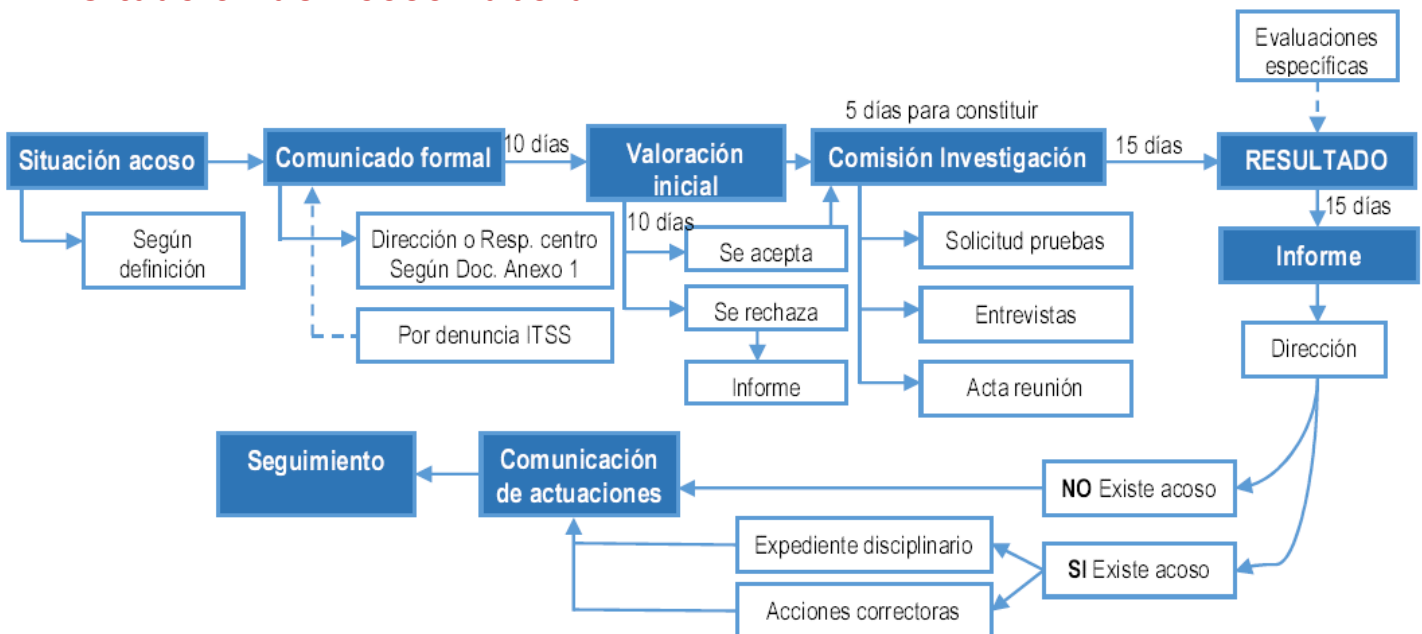 Evaluaciones
específicas
5 días para constituir
Situación acoso
Comunicado formal
10 días
Valoración
inicial
Comisión Investigación
15 días
RESULTADO
Según
definición
Dirección o Resp. centro
Según Doc. Anexo 1
Por denuncia ITSS
10 días
Se acepta
Se rechaza
Informe
Solicitud pruebas
Entrevistas
Acta reunión
15 días
Informe
Dirección
NO Existe acoso
SI Existe acoso
Expediente disciplinario
Acciones correctoras
Comunicación
de actuaciones
Seguimiento